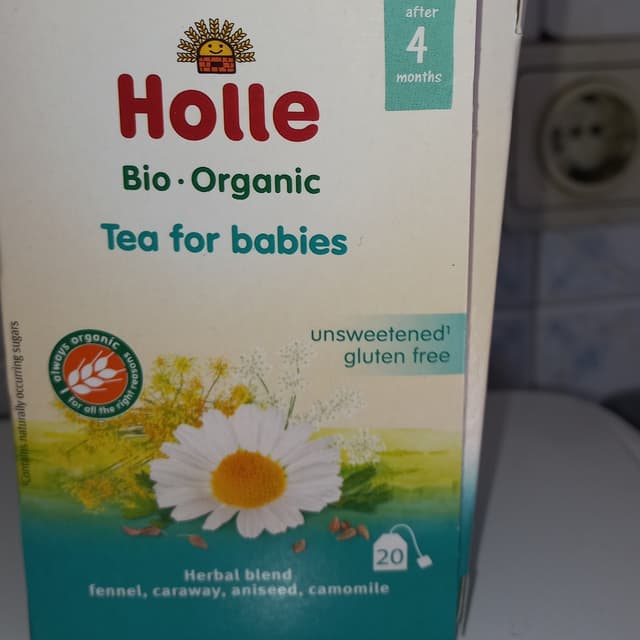 after
4
months
Holle
Bio · Organic
Tea for babies
unsweetened¹
gluten free
always organic
for all the right reasons
¹Contains naturally occurring sugars
20
Herbal blend
fennel, caraway, aniseed, camomile